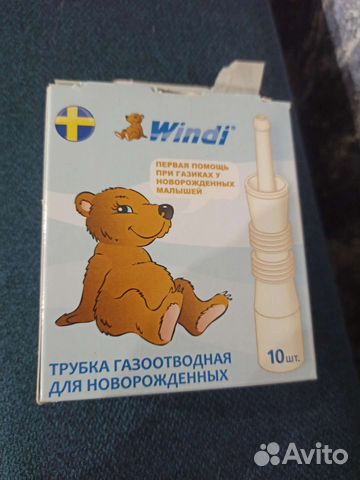 Windi®
ПЕРВАЯ ПОМОЩЬ
ПРИ ГАЗИКАХ У
НОВОРОЖДЕННЫХ
МАЛЫШЕЙ
ТРУБКА ГАЗООТВОДНАЯ
ДЛЯ НОВОРОЖДЕННЫХ
10 шт.
Avito